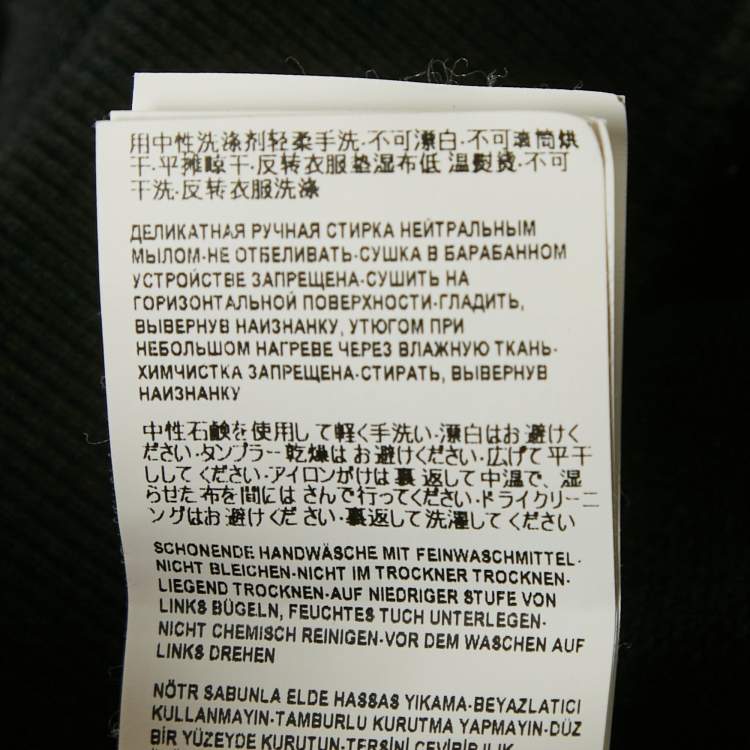 用中性洗涤剂轻柔手洗·不可漂白·不可滚筒烘
干·平摊晾干·反转衣服垫湿布低 温熨烫·不可
干洗·反转衣服洗涤
ДЕЛИКАТНАЯ РУЧНАЯ СТИРКА НЕЙТРАЛЬНЫМ
МЫЛОМ-НЕ ОТБЕЛИВАТЬ-СУШКА В БАРАБАННОМ
УСТРОЙСТВЕ ЗАПРЕЩЕНА-СУШИТЬ НА
ГОРИЗОНТАЛЬНОЙ ПОВЕРХНОСТИ-ГЛАДИТЬ,
ВЫВЕРНУВ НАИЗНАНКУ, УТЮГОМ ПРИ
НЕБОЛЬШОМ НАГРЕВЕ ЧЕРЕЗ ВЛАЖНУЮ ТКАНЬ-
ХИМЧИСТКА ЗАПРЕЩЕНА-СТИРАТЬ, ВЫВЕРНУВ
НАИЗНАНКУ
中性石鹸を使用して軽く手洗い·漂白はお避けく
ださい·タンブラー乾燥はお避けください·広げて平干
ししてください·アイロンがけは裏返して中温で、湿
らせた布を間にはさんで行ってください·ドライクリーニ
ングはお避けください·裏返して洗濯してください
SCHONENDE HANDWÄSCHE MIT FEINWASCHMITTEL-
NICHT BLEICHEN-NICHT IM TROCKNER TROCKNEN-
LIEGEND TROCKNEN-AUF NIEDRIGER STUFE VON
LINKS BÜGELN, FEUCHTES TUCH UNTERLEGEN-
NICHT CHEMISCH REINIGEN-VOR DEM WASCHEN AUF
LINKS DREHEN
NÖTR SABUNLA ELDE HASSAS YIKAMA-BEYAZLATICI
KULLANMAYIN-TAMBURLU KURUTMA YAPMAYIN-DÜZ
BİR YÜZEYDE KURUTUN-TERSİNİ ÇEVİRİP ILIK